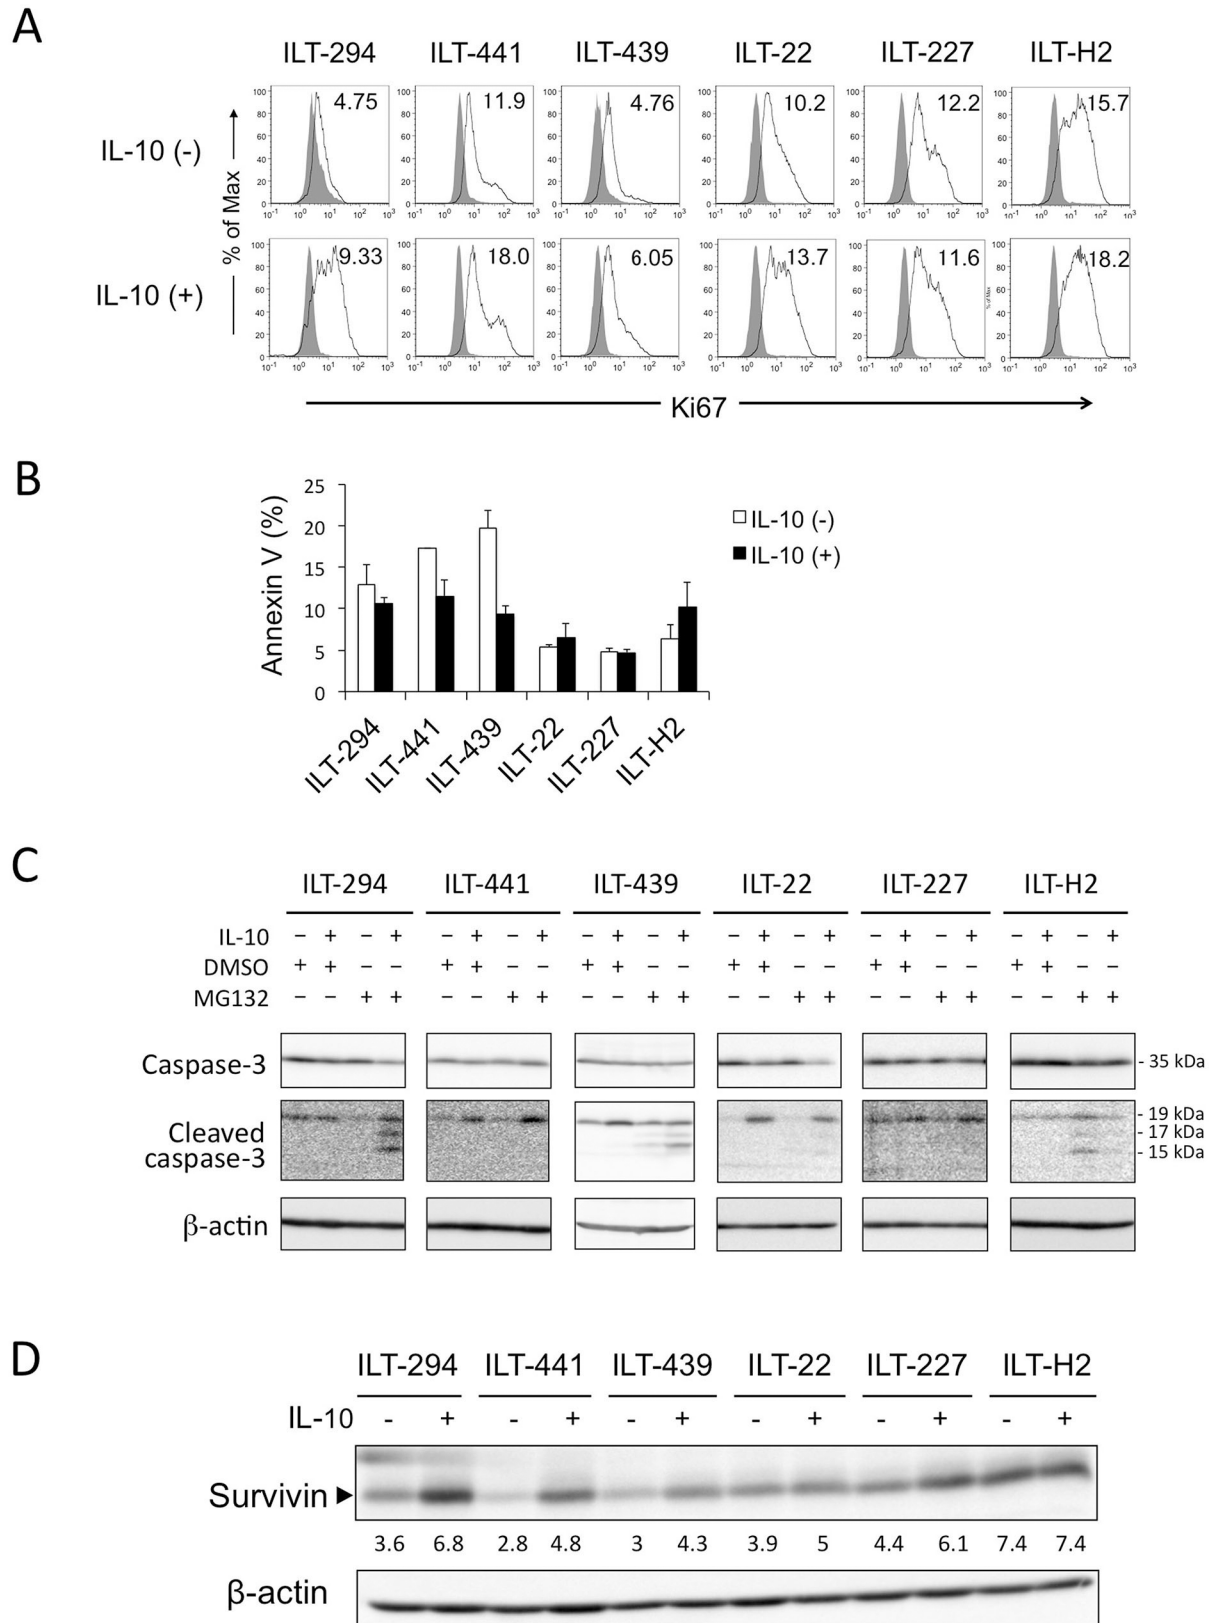 A
ILT-294 ILT-441 ILT-439 ILT-22 ILT-227 ILT-H2
IL-10 (-)
4.75 11.9 4.76 10.2 12.2 15.7
% of Max
IL-10 (+)
9.33 18.0 6.05 13.7 11.6 18.2
Ki67
B
Annexin V (%)
25
20
15
10
5
0
IL-10 (-)
IL-10 (+)
ILT-294 ILT-441 ILT-439 ILT-22 ILT-227 ILT-H2
C
ILT-294 ILT-441 ILT-439 ILT-22 ILT-227 ILT-H2
IL-10 − + − + − + − + − + − + − + − + − + − + − + − +
DMSO + + − − + + − − + + − − + + − − + + − − + + − −
MG132 − − + + − − + + − − + + − − + + − − + + − − + +
Caspase-3 - 35 kDa
Cleaved
caspase-3
- 19 kDa
- 17 kDa
- 15 kDa
β-actin
D
ILT-294 ILT-441 ILT-439 ILT-22 ILT-227 ILT-H2
IL-10 - + - + - + - + - + - +
Survivin
3.6 6.8 2.8 4.8 3 4.3 3.9 5 4.4 6.1 7.4 7.4
β-actin